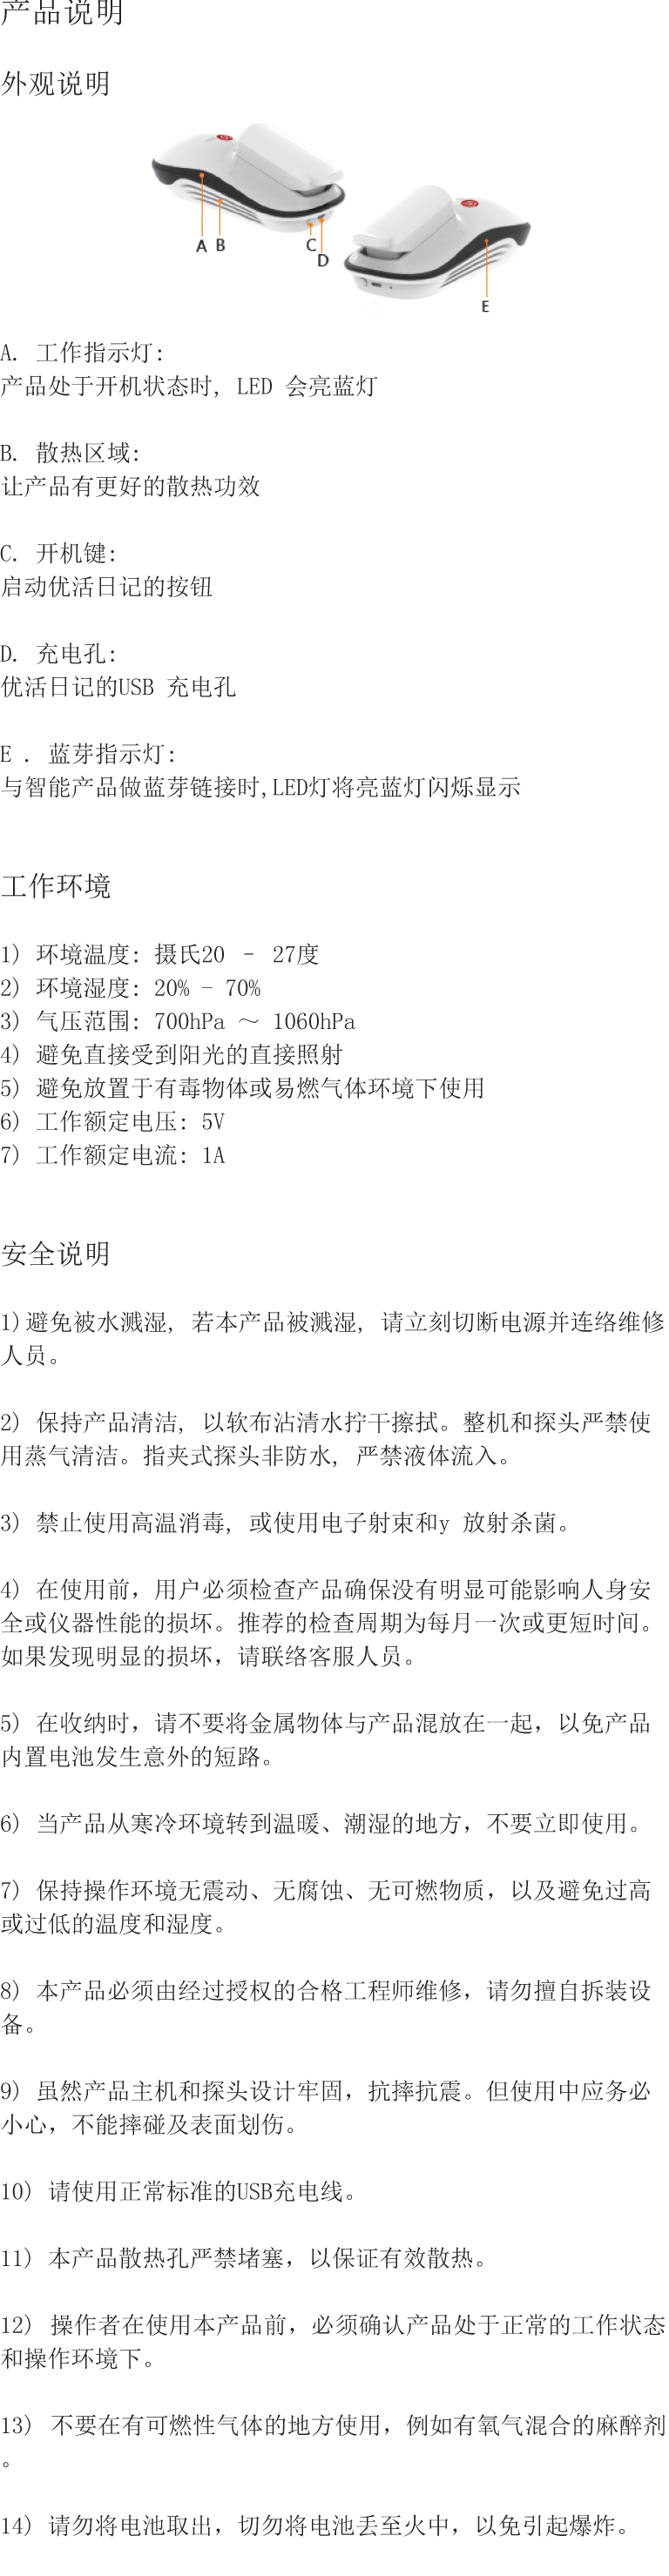 产品说明
外观说明
A B C D
E
A. 工作指示灯:
产品处于开机状态时, LED 会亮蓝灯
B. 散热区域:
让产品有更好的散热功效
C. 开机键:
启动优活日记的按钮
D. 充电孔:
优活日记的USB 充电孔
E . 蓝芽指示灯:
与智能产品做蓝芽链接时,LED灯将亮蓝灯闪烁显示
工作环境
1) 环境温度: 摄氏20 – 27度
2) 环境湿度: 20% - 70%
3) 气压范围: 700hPa ～ 1060hPa
4) 避免直接受到阳光的直接照射
5) 避免放置于有毒物体或易燃气体环境下使用
6) 工作额定电压: 5V
7) 工作额定电流: 1A
安全说明
1)避免被水溅湿, 若本产品被溅湿, 请立刻切断电源并连络维修
人员。
2) 保持产品清洁, 以软布沾清水拧干擦拭。整机和探头严禁使
用蒸气清洁。指夹式探头非防水, 严禁液体流入。
3) 禁止使用高温消毒, 或使用电子射束和y 放射杀菌。
4) 在使用前，用户必须检查产品确保没有明显可能影响人身安
全或仪器性能的损坏。推荐的检查周期为每月一次或更短时间。
如果发现明显的损坏，请联络客服人员。
5) 在收纳时，请不要将金属物体与产品混放在一起，以免产品
内置电池发生意外的短路。
6) 当产品从寒冷环境转到温暖、潮湿的地方，不要立即使用。
7) 保持操作环境无震动、无腐蚀、无可燃物质，以及避免过高
或过低的温度和湿度。
8) 本产品必须由经过授权的合格工程师维修，请勿擅自拆装设
备。
9) 虽然产品主机和探头设计牢固，抗摔抗震。但使用中应务必
小心，不能摔碰及表面划伤。
10) 请使用正常标准的USB充电线。
11) 本产品散热孔严禁堵塞，以保证有效散热。
12) 操作者在使用本产品前，必须确认产品处于正常的工作状态
和操作环境下。
13) 不要在有可燃性气体的地方使用，例如有氧气混合的麻醉剂
。
14) 请勿将电池取出，切勿将电池丢至火中，以免引起爆炸。